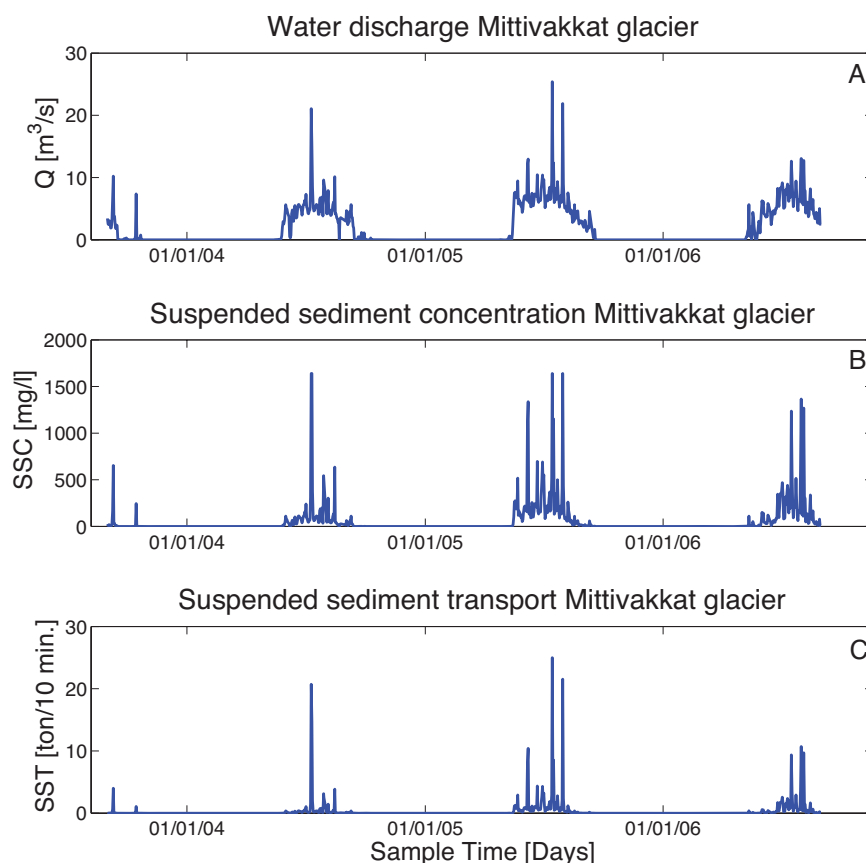 Water discharge Mittivakkat glacier
A
Q [m³/s]
30
20
10
0
01/01/04 01/01/05 01/01/06
Suspended sediment concentration Mittivakkat glacier
B
SSC [mg/l]
2000
1500
1000
500
0
01/01/04 01/01/05 01/01/06
Suspended sediment transport Mittivakkat glacier
C
SST [ton/10 min.]
30
20
10
0
01/01/04 01/01/05 01/01/06
Sample Time [Days]